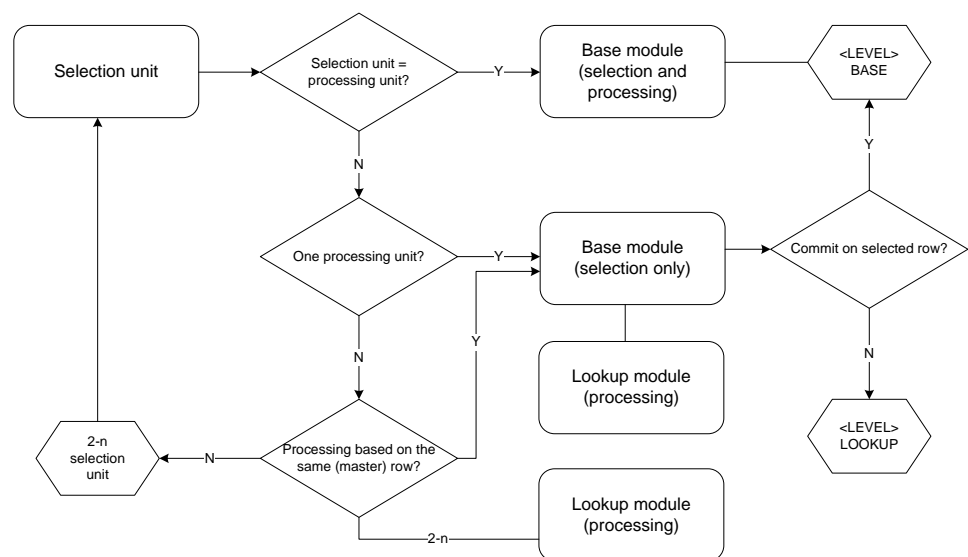 Selection unit
Selection unit =
processing unit?
Y
Base module
(selection and
processing)
<LEVEL>
BASE
N
Y
One processing unit?
Y
Base module
(selection only)
Commit on selected row?
N
Y
N
Lookup module
(processing)
<LEVEL>
LOOKUP
2-n
selection
unit
N
Processing based on the
same (master) row?
2-n
Lookup module
(processing)